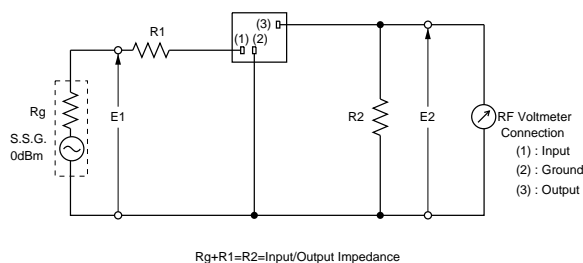 R1
(3)
(1) (2)
Rg
S.S.G.
0dBm
E1
R2
E2
RF Voltmeter
Connection
(1) : Input
(2) : Ground
(3) : Output
Rg+R1=R2=Input/Output Impedance